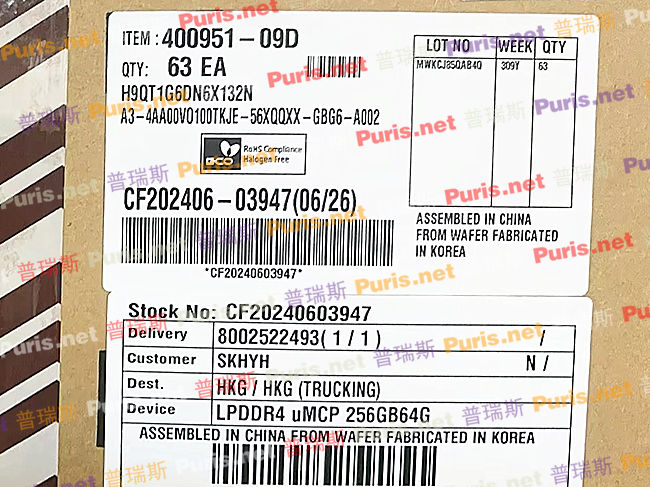 ITEM : 400951-09D
QTY: 63 EA
H9QT1G6DN6X132N
A3-4AA00V0100TKJE-56XQQXX-GBG6-A002
eco RoHS Compliance
Halogen Free
CF202406-03947(06/26)
*CF20240603947*
LOT NO WEEK QTY
MWKCJ85QAB4Q 309Y 63
ASSEMBLED IN CHINA
FROM WAFER FABRICATED
IN KOREA
Stock No: CF20240603947
Delivery 8002522493( 1 / 1 ) /
Customer SKHYH N /
Dest. HKG / HKG (TRUCKING)
Device LPDDR4 uMCP 256GB64G
ASSEMBLED IN CHINA FROM WAFER FABRICATED IN KOREA
Puris.net 普瑞斯